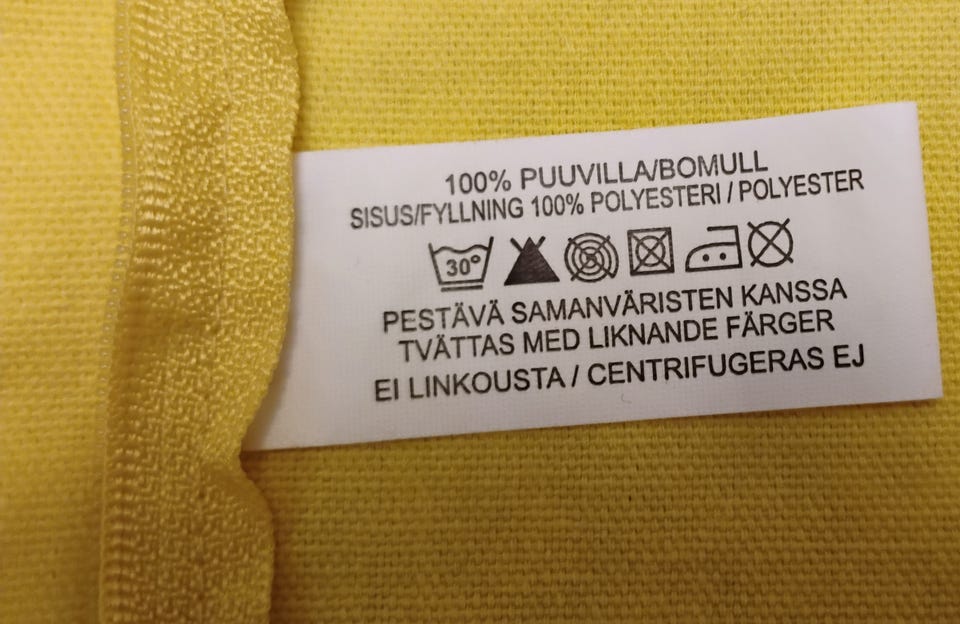 100% PUUVILLA/BOMULL
SISUS/FYLLNING 100% POLYESTERI / POLYESTER
30°
PESTÄVÄ SAMANVÄRISTEN KANSSA
TVÄTTAS MED LIKNANDE FÄRGER
EI LINKOUSTA / CENTRIFUGERAS EJ